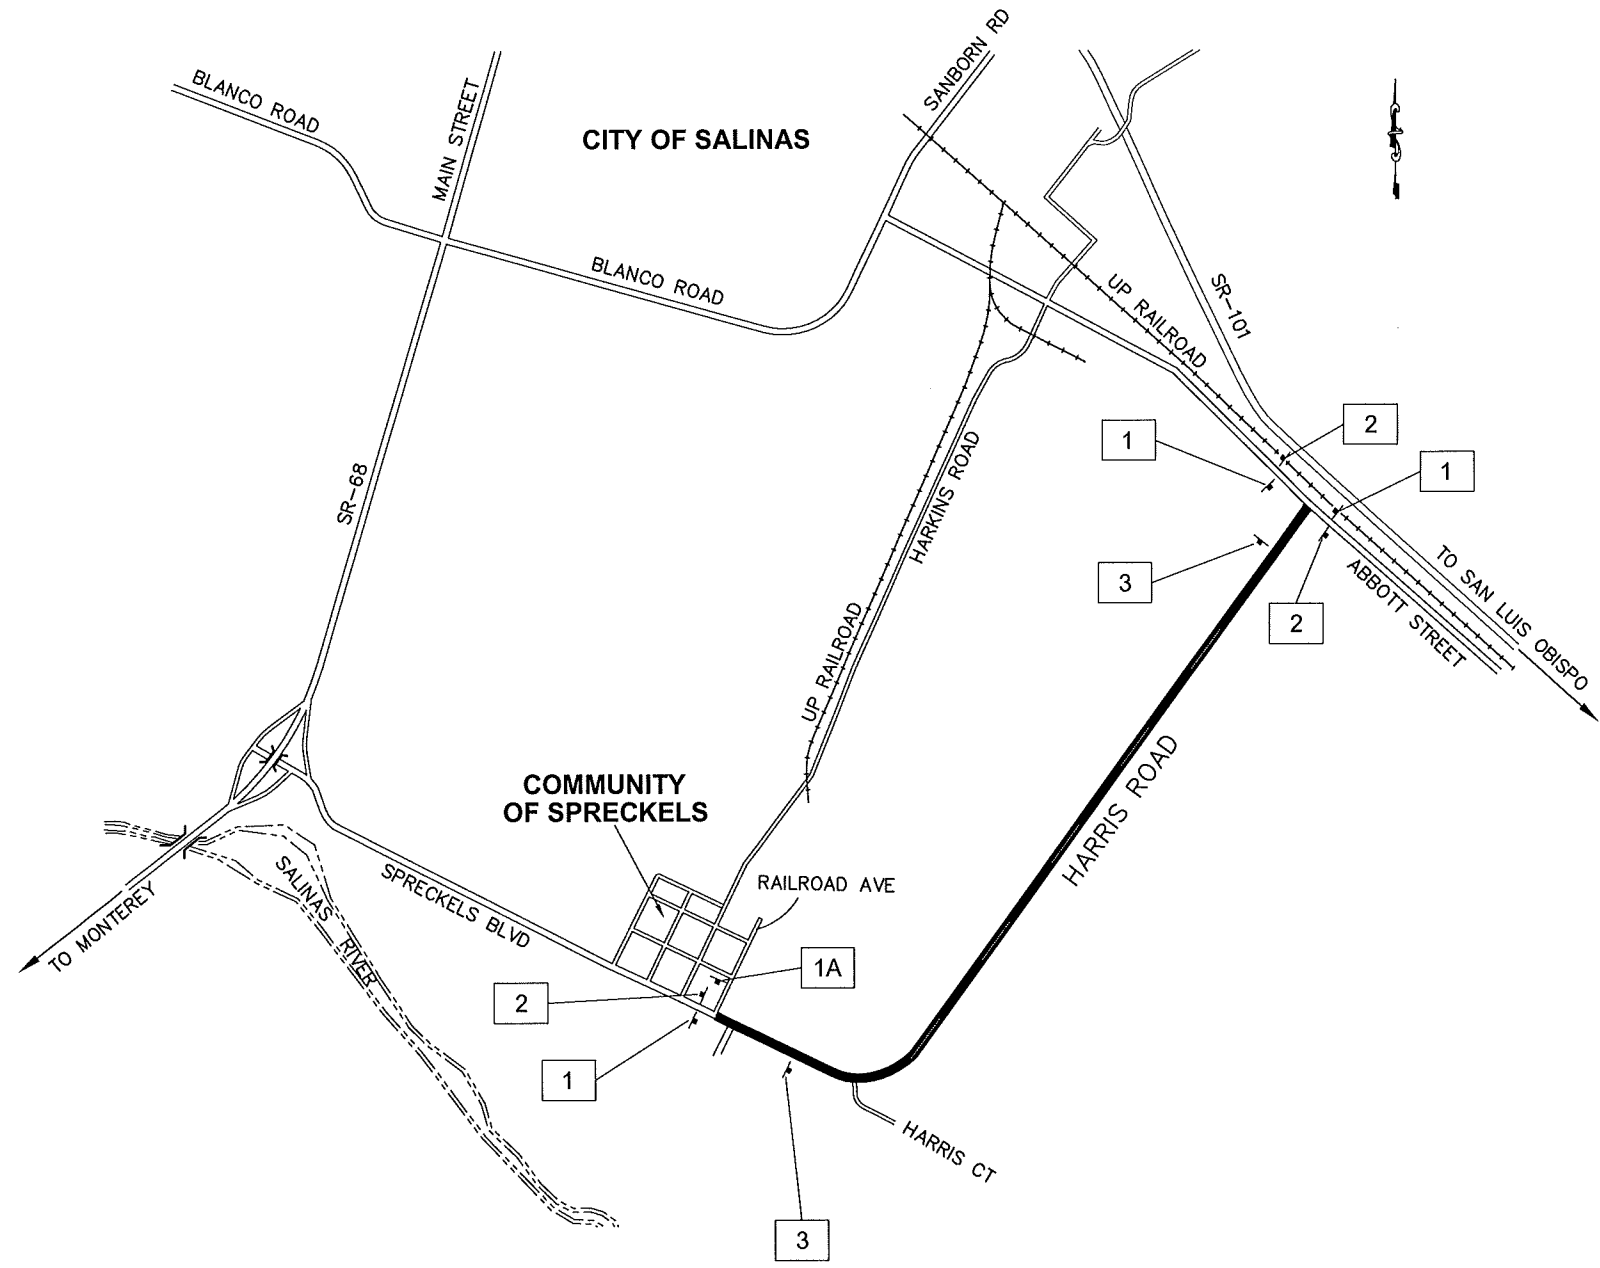 BLANCO ROAD
MAIN STREET
CITY OF SALINAS
SANBORN RD
BLANCO ROAD
UP RAILROAD
SR-101
2
1
1
3
2
TO SAN LUIS OBISPO
ABBOTT STREET
SR-68
HARKINS ROAD
UP RAILROAD
HARRIS ROAD
COMMUNITY
OF SPRECKELS
RAILROAD AVE
SPRECKELS BLVD
SALINAS RIVER
TO MONTEREY
1A
2
1
HARRIS CT
3